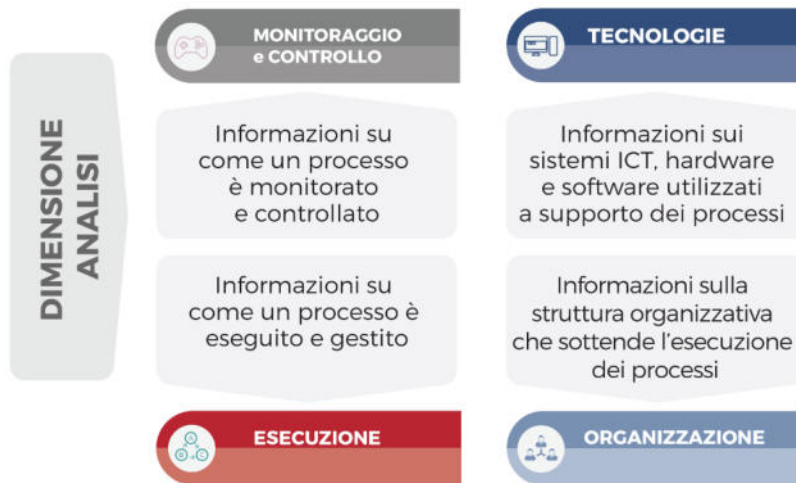 DIMENSIONE
ANALISI
MONITORAGGIO
e CONTROLLO
Informazioni su
come un processo
è monitorato
e controllato
Informazioni su
come un processo è
eseguito e gestito
ESECUZIONE
TECNOLOGIE
Informazioni sui
sistemi ICT, hardware
e software utilizzati
a supporto dei processi
Informazioni sulla
struttura organizzativa
che sottende l'esecuzione
dei processi
ORGANIZZAZIONE